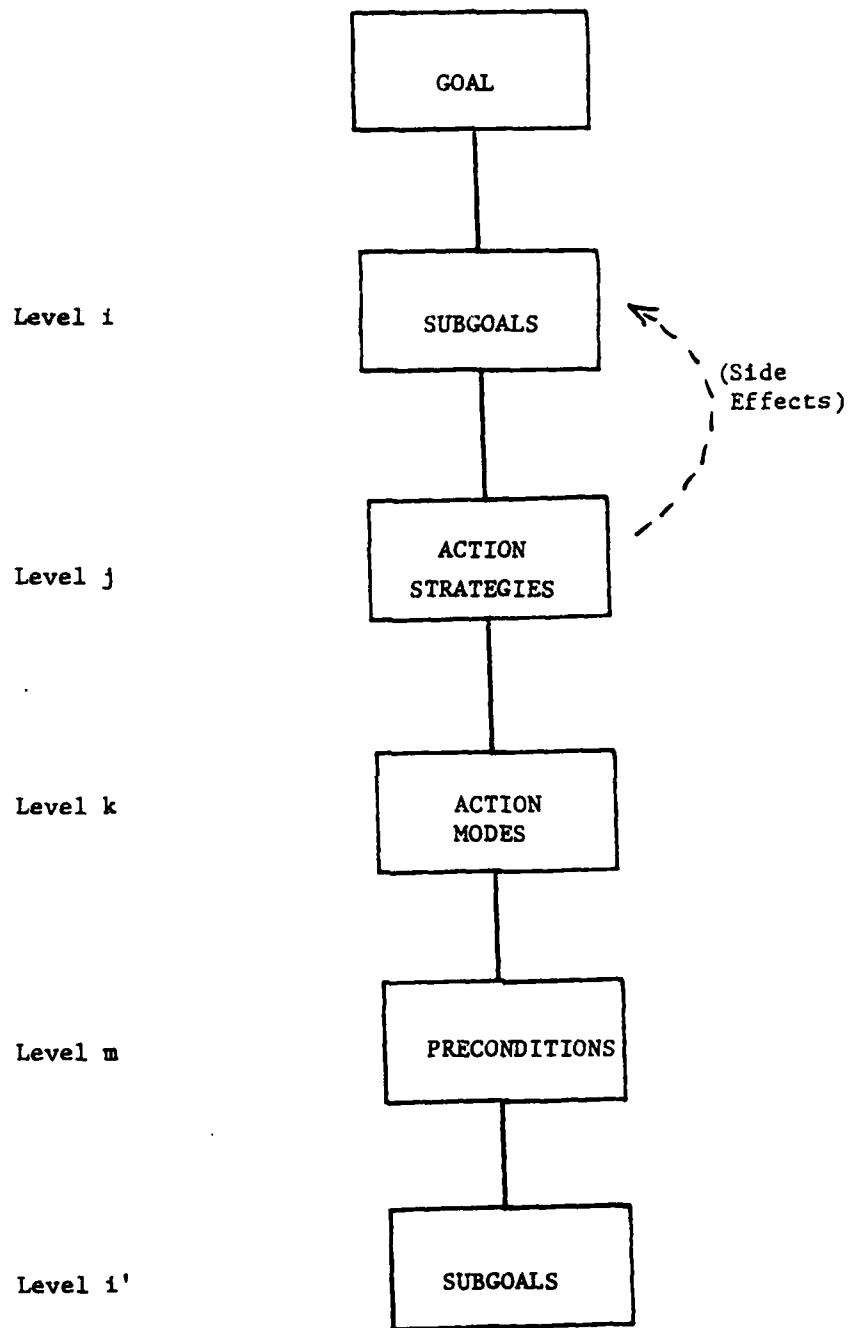 GOAL
Level i
SUBGOALS
(Side
Effects)
Level j
ACTION
STRATEGIES
Level k
ACTION
MODES
Level m
PRECONDITIONS
Level i'
SUBGOALS